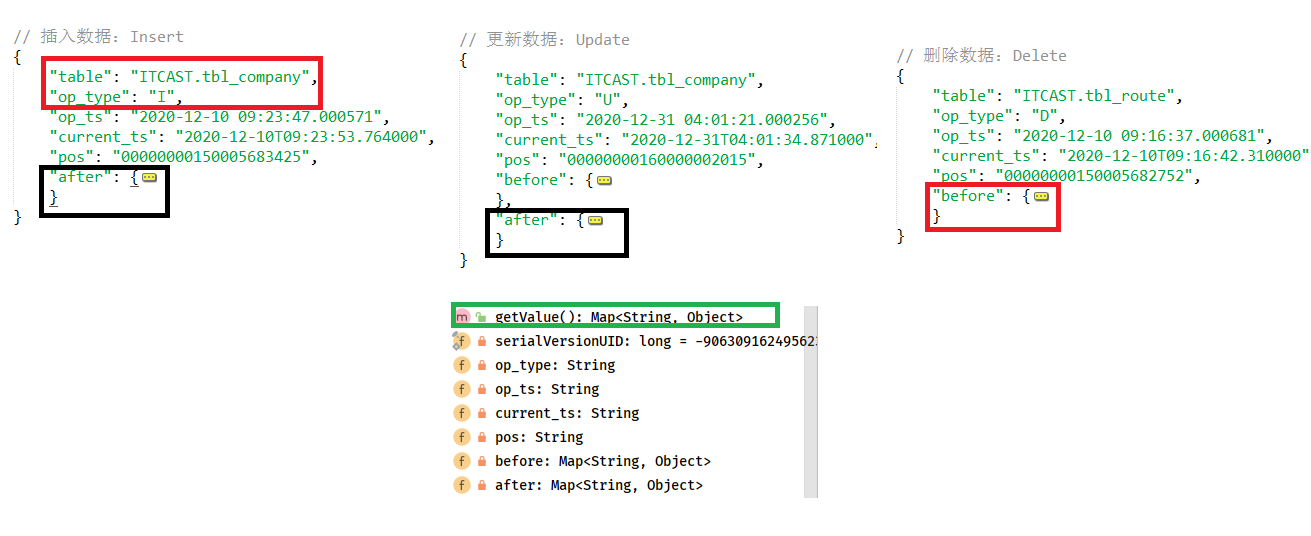 // 插入数据: Insert
{
"table": "ITCAST.tbl_company",
"op_type": "I",
"op_ts": "2020-12-10 09:23:47.000571",
"current_ts": "2020-12-10T09:23:53.764000",
"pos": "00000000150005683425",
"after": {
}
}
// 更新数据: Update
{
"table": "ITCAST.tbl_company",
"op_type": "U",
"op_ts": "2020-12-31 04:01:21.000256",
"current_ts": "2020-12-31T04:01:34.871000",
"pos": "00000000160000002015",
"before": {
},
"after": {
}
}
// 删除数据: Delete
{
"table": "ITCAST.tbl_route",
"op_type": "D",
"op_ts": "2020-12-10 09:16:37.000681",
"current_ts": "2020-12-10T09:16:42.310000"
"pos": "00000000150005682752",
"before": {
}
}
m getValue(): Map<String, Object>
f serialVersionUID: long = -9063091624956
f op_type: String
f op_ts: String
f current_ts: String
f pos: String
f before: Map<String, Object>
f after: Map<String, Object>